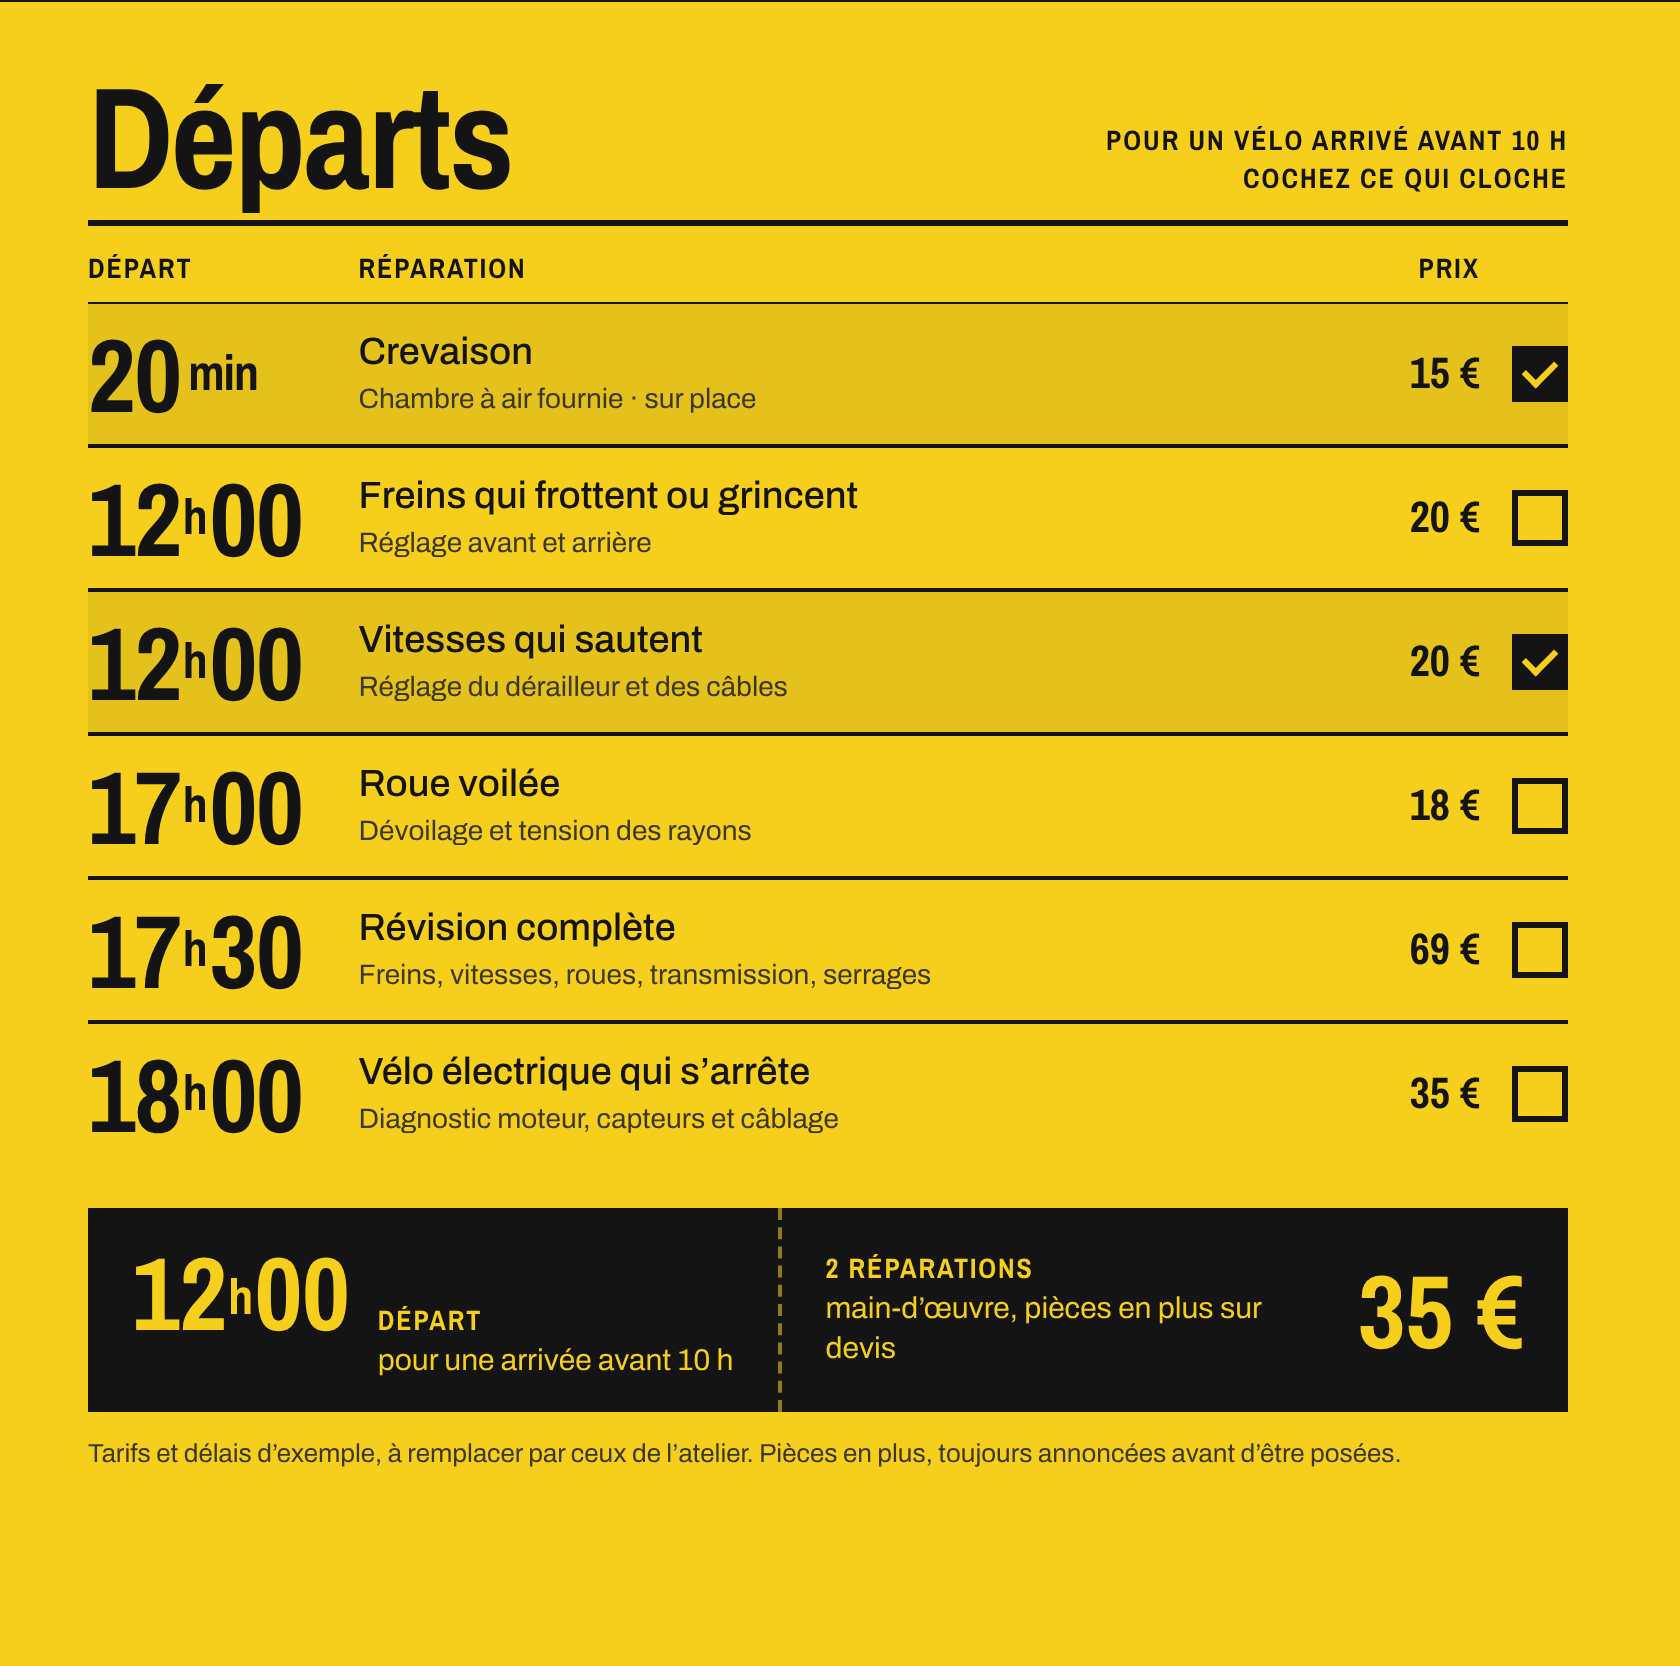 Départs
POUR UN VÉLO ARRIVÉ AVANT 10 H
COCHEZ CE QUI CLOCHE
DÉPART RÉPARATION PRIX
20 min Crevaison 15 €
Chambre à air fournie · sur place
12h00 Freins qui frottent ou grincent 20 €
Réglage avant et arrière
12h00 Vitesses qui sautent 20 €
Réglage du dérailleur et des câbles
17h00 Roue voilée 18 €
Dévoilage et tension des rayons
17h30 Révision complète 69 €
Freins, vitesses, roues, transmission, serrages
18h00 Vélo électrique qui s’arrête 35 €
Diagnostic moteur, capteurs et câblage
12h00 DÉPART
pour une arrivée avant 10 h
2 RÉPARATIONS
main-d’œuvre, pièces en plus sur
devis
35 €
Tarifs et délais d’exemple, à remplacer par ceux de l’atelier. Pièces en plus, toujours annoncées avant d’être posées.